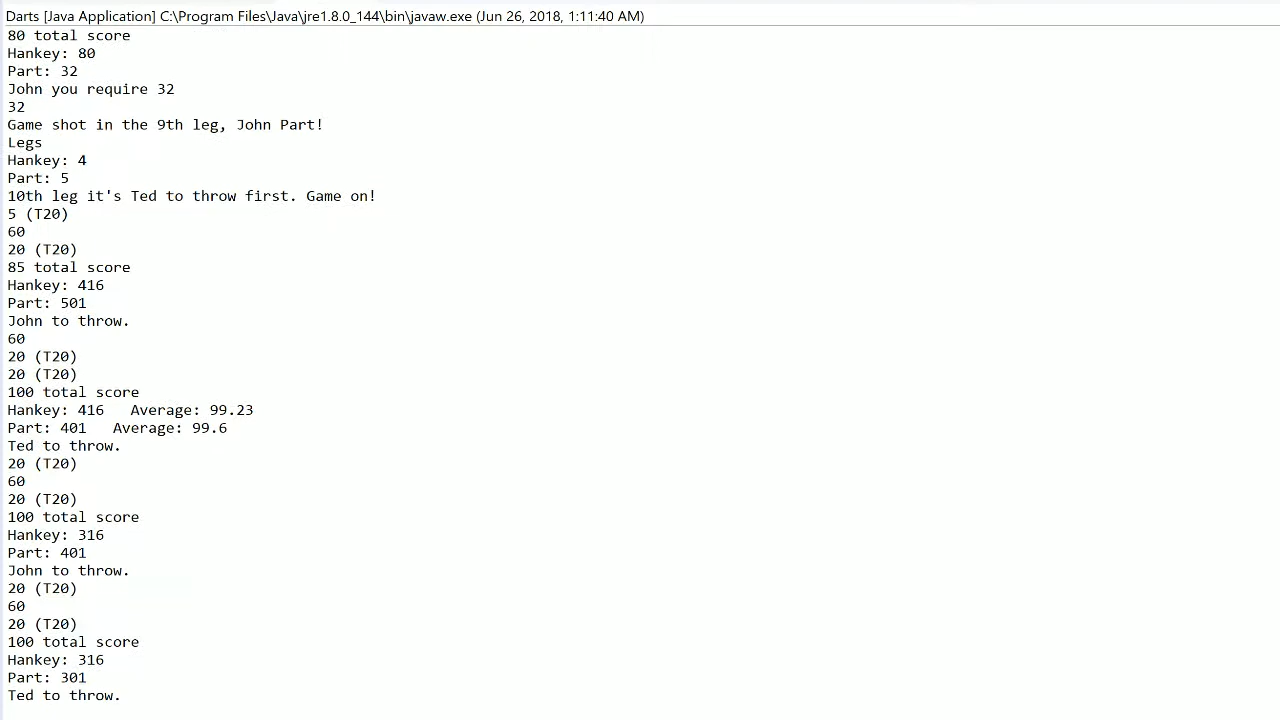 Darts [Java Application] C:\Program Files\Java\jre1.8.0_144\bin\javaw.exe (Jun 26, 2018, 1:11:40 AM)
80 total score
Hankey: 80
Part: 32
John you require 32
32
Game shot in the 9th leg, John Part!
Legs
Hankey: 4
Part: 5
10th leg it's Ted to throw first. Game on!
5 (T20)
60
20 (T20)
85 total score
Hankey: 416
Part: 501
John to throw.
60
20 (T20)
20 (T20)
100 total score
Hankey: 416   Average: 99.23
Part: 401   Average: 99.6
Ted to throw.
20 (T20)
60
20 (T20)
100 total score
Hankey: 316
Part: 401
John to throw.
20 (T20)
60
20 (T20)
100 total score
Hankey: 316
Part: 301
Ted to throw.